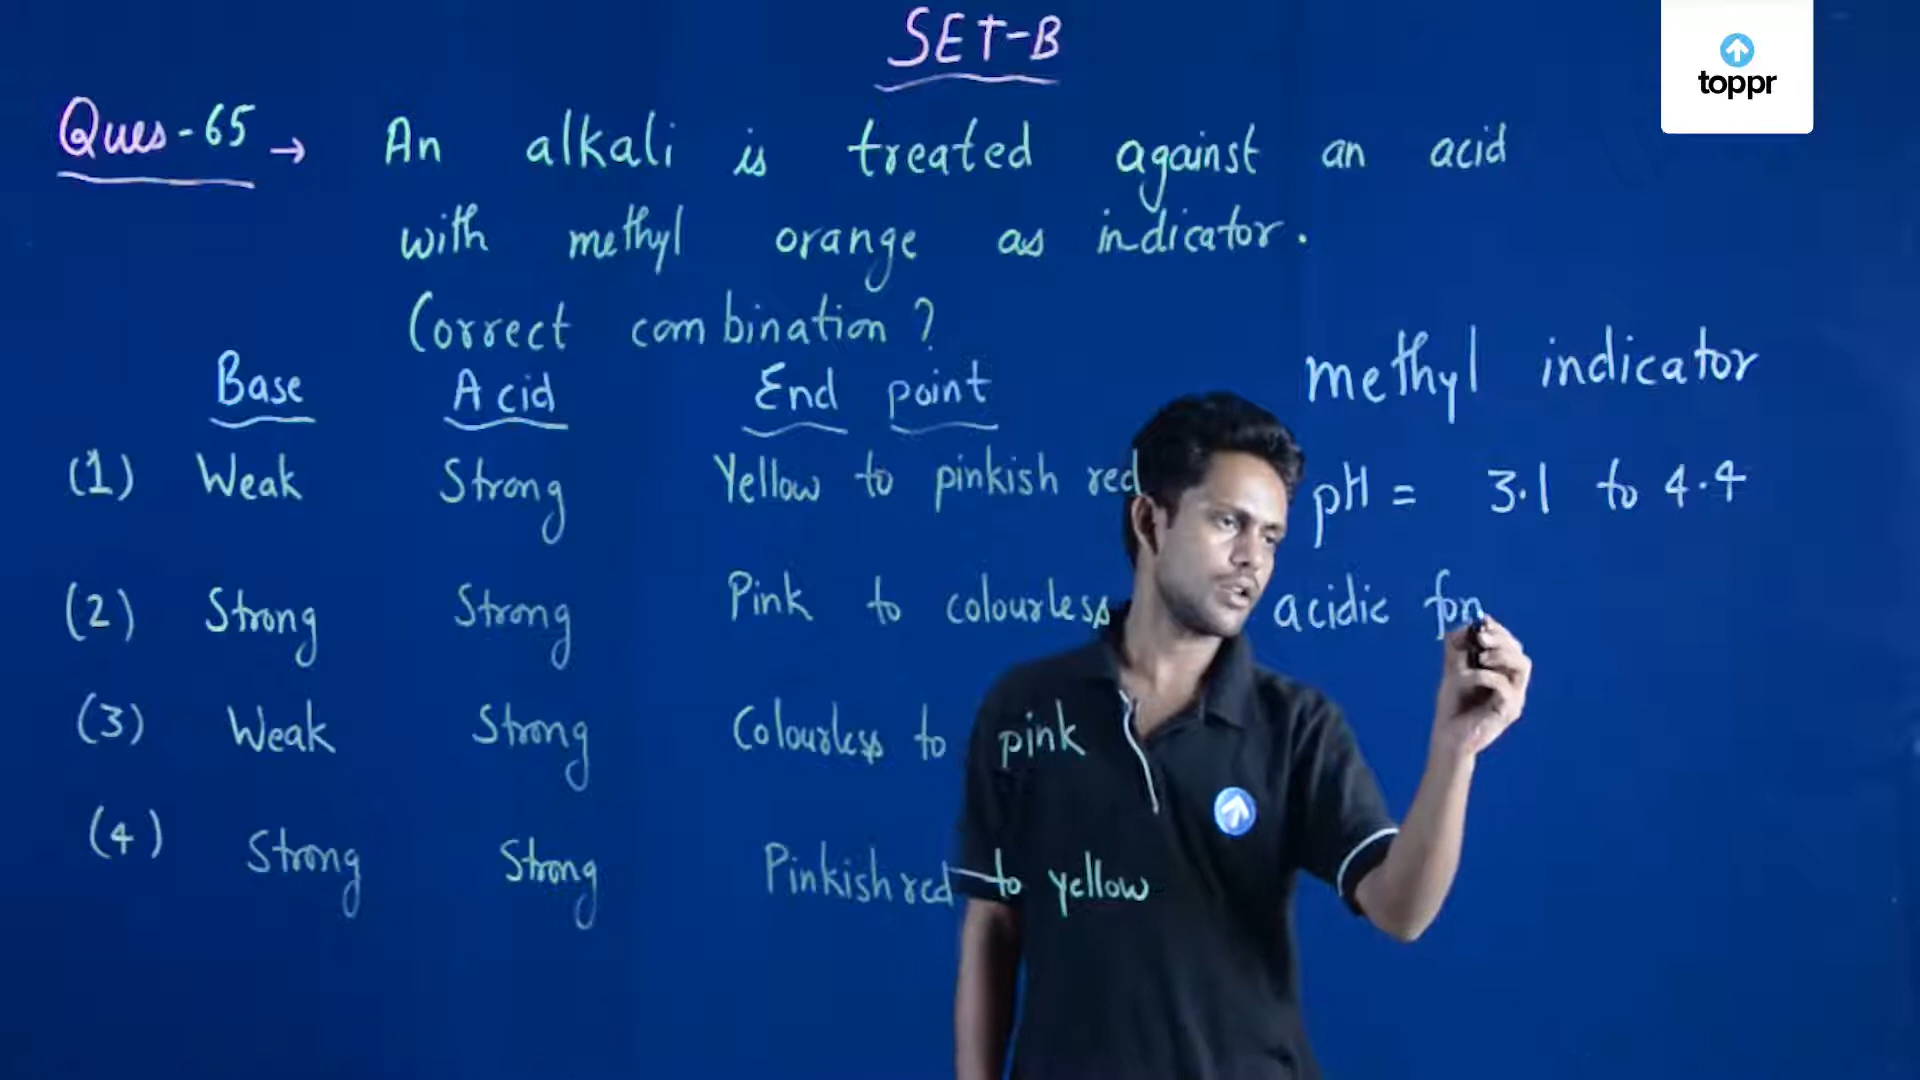 SET-B
toppr
Ques-65 → An alkali is treated against an acid
with methyl orange as indicator.
Correct combination?
Base Acid End point
(1) Weak Strong Yellow to pinkish red
(2) Strong Strong Pink to colourless
(3) Weak Strong Colourless to pink
(4) Strong Strong Pinkish red to yellow
methyl indicator
pH = 3.1 to 4.4
acidic for